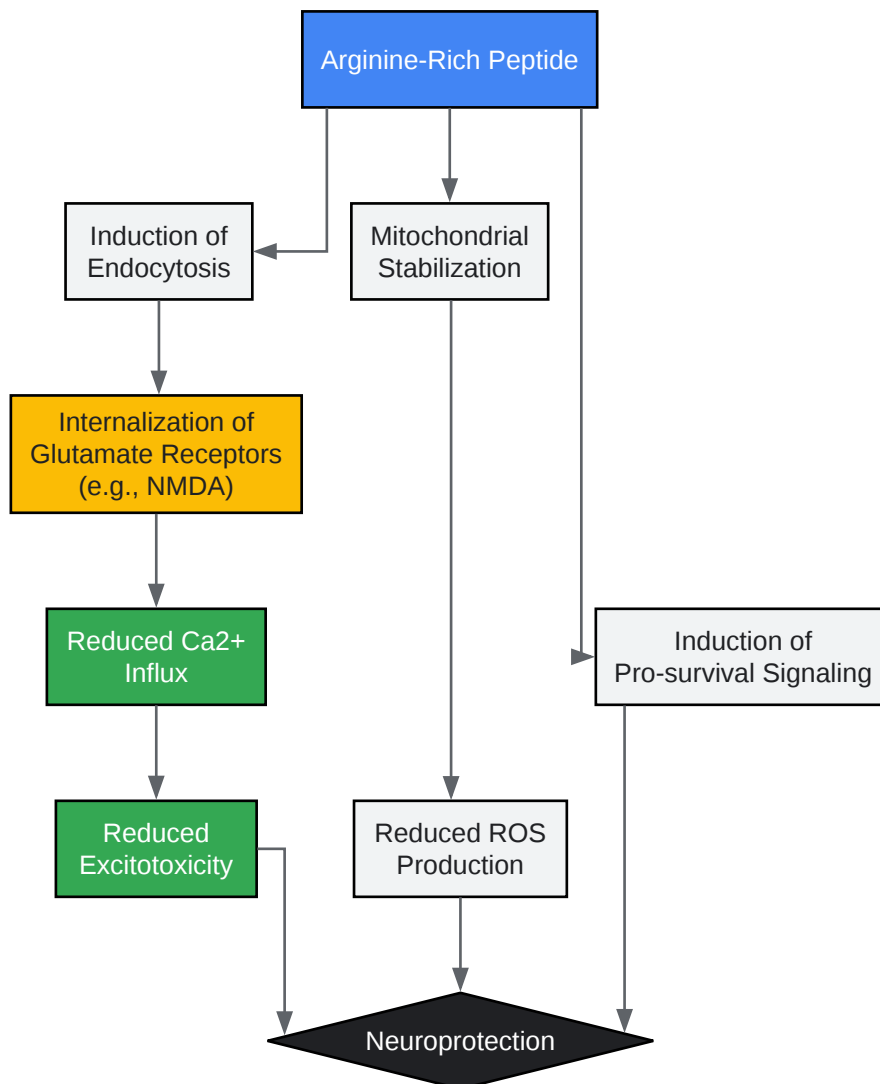 Arginine-Rich Peptide
Induction of
Endocytosis
Mitochondrial
Stabilization
Internalization of
Glutamate Receptors
(e.g., NMDA)
Reduced Ca2+
Influx
Induction of
Pro-survival Signaling
Reduced
Excitotoxicity
Reduced ROS
Production
Neuroprotection